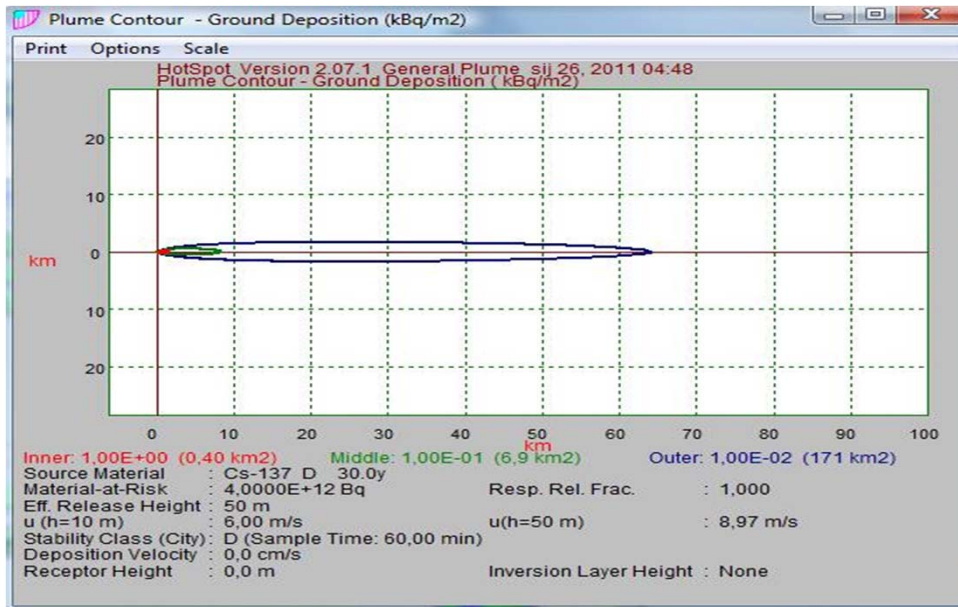 Plume Contour - Ground Deposition (kBq/m2)
Print Options Scale
HotSpot Version 2.07.1 General Plume sij 26, 2011 04:48
Plume Contour - Ground Deposition ( kBq/m2)
20
10
km 0
10
20
0 10 20 30 40 50 60 70 80 90 100
km
Inner: 1,00E+00 (0,40 km2) Middle: 1,00E-01 (6,9 km2) Outer: 1,00E-02 (171 km2)
Source Material : Cs-137 D 30.0y
Material-at-Risk : 4,0000E+12 Bq Resp. Rel. Frac. : 1,000
Eff. Release Height : 50 m
u (h=10 m) : 6,00 m/s u(h=50 m) : 8,97 m/s
Stability Class (City) : D (Sample Time: 60,00 min)
Deposition Velocity : 0,0 cm/s
Receptor Height : 0,0 m Inversion Layer Height : None